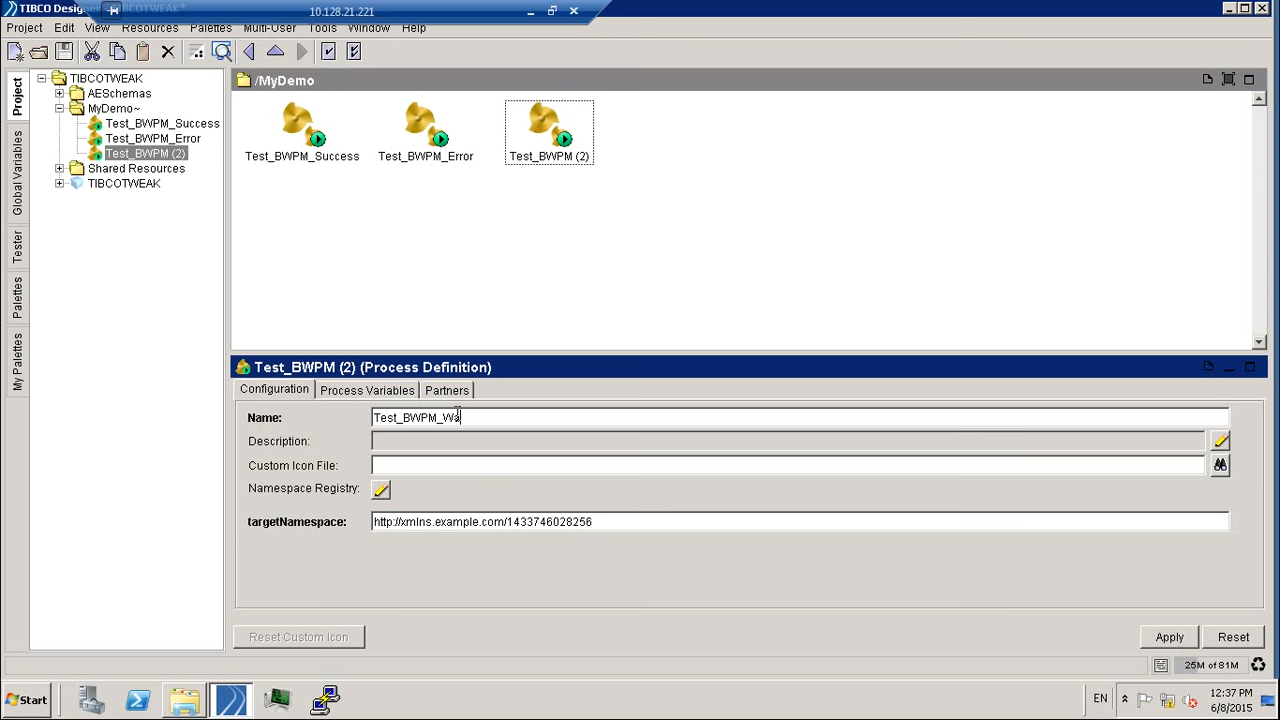 TIBCO Desig
TIBCOTWEAK*
10.128.21.221
Project Edit View Resources Palettes Multi-User Tools Window Help
Project
Global Variables
Tester
Palettes
My Palettes
TIBCOTWEAK
AESchemas
MyDemo~
Test_BWPM_Success
Test_BWPM_Error
Test_BWPM (2)
Shared Resources
TIBCOTWEAK
/MyDemo
Test_BWPM_Success Test_BWPM_Error Test_BWPM (2)
Test_BWPM (2) (Process Definition)
Configuration Process Variables Partners
Name: Test_BWPM_Wa
Description:
Custom Icon File:
Namespace Registry:
targetNamespace: http://xmlns.example.com/1433746028256
Reset Custom Icon Apply Reset
25M of 81M
Start EN 12:37 PM
6/8/2015